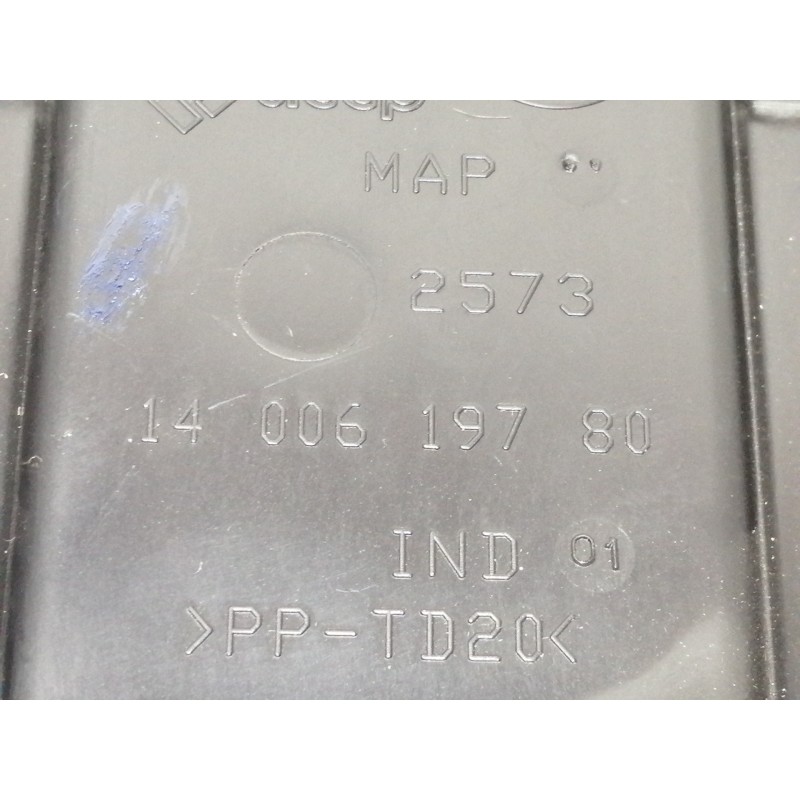 MAP
2573
14 006 197 80
IND 01
>PP-TD20<